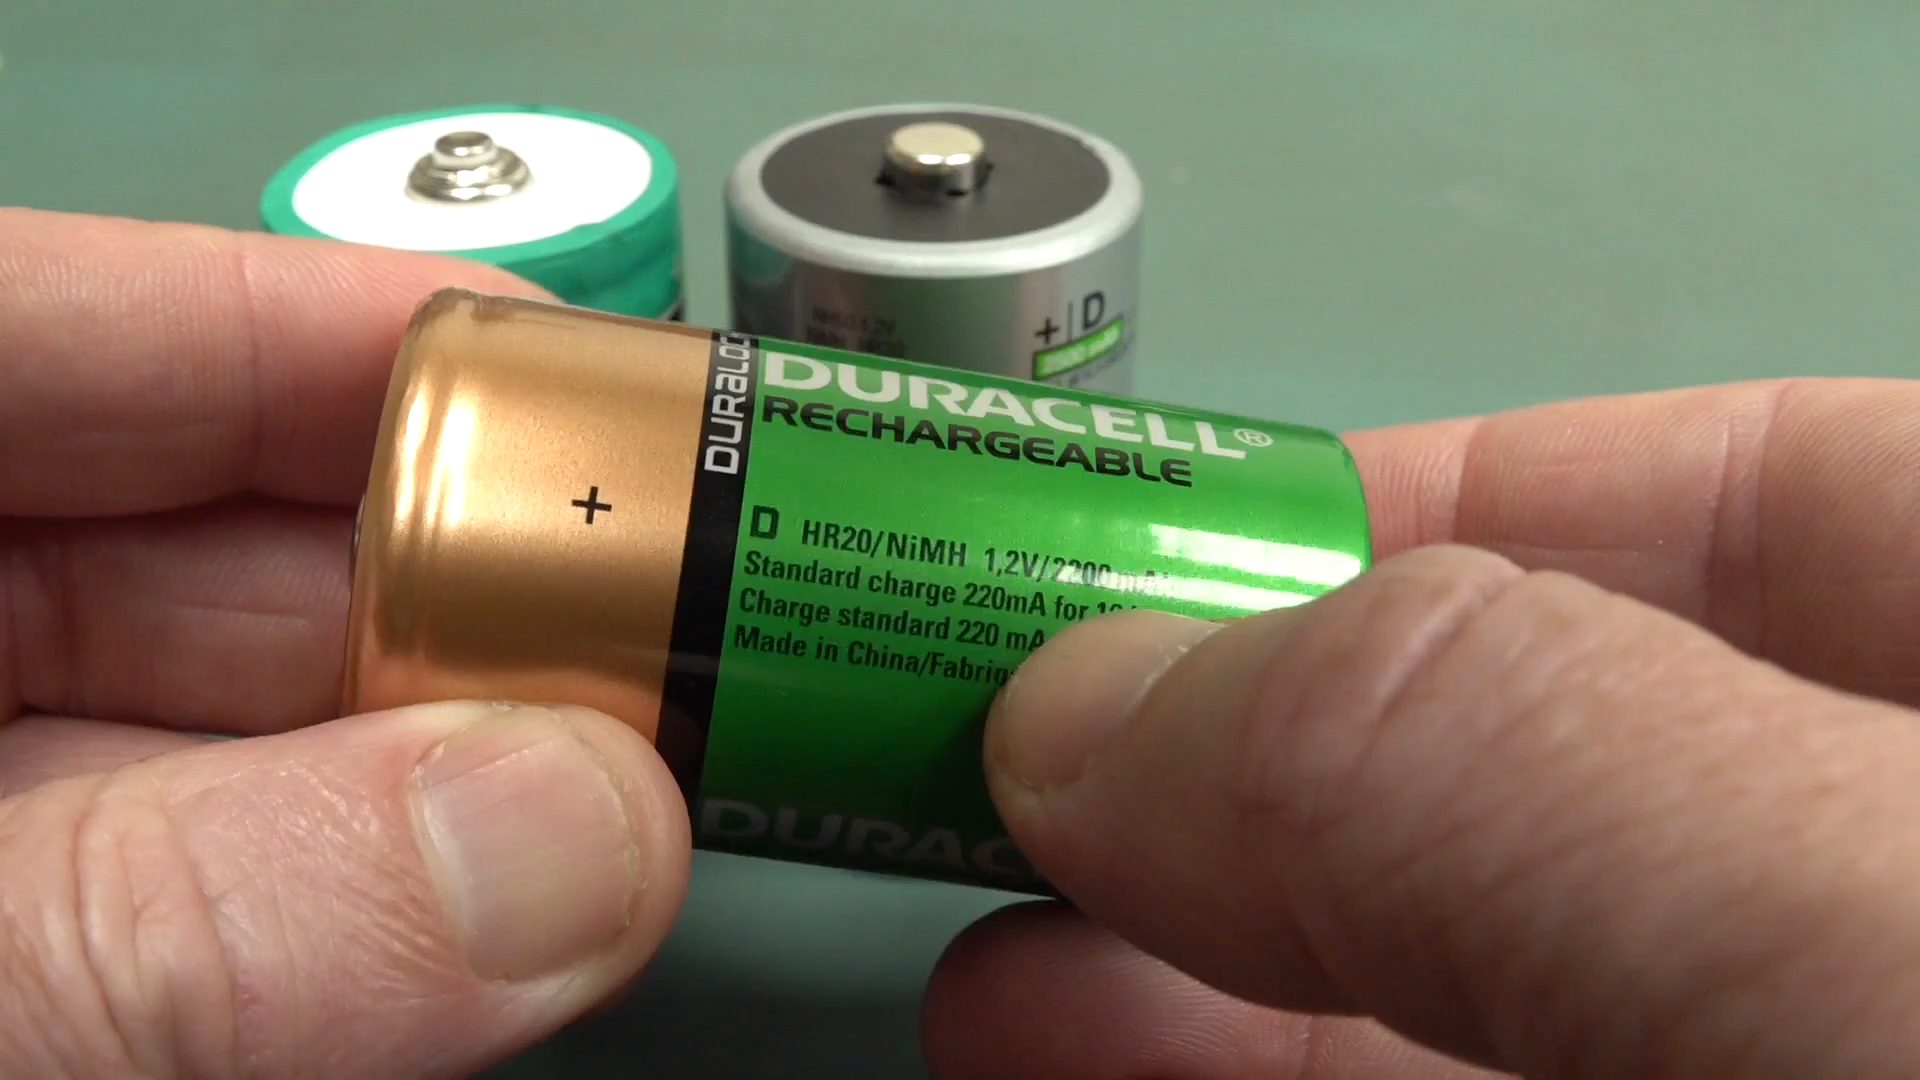 + | D
DURALOCK
DURACELL®
RECHARGEABLE
+
D HR20/NiMH 1,2V/2200mAh
Standard charge 220mA for
Charge standard 220 mA
Made in China/Fabriq
DURAC